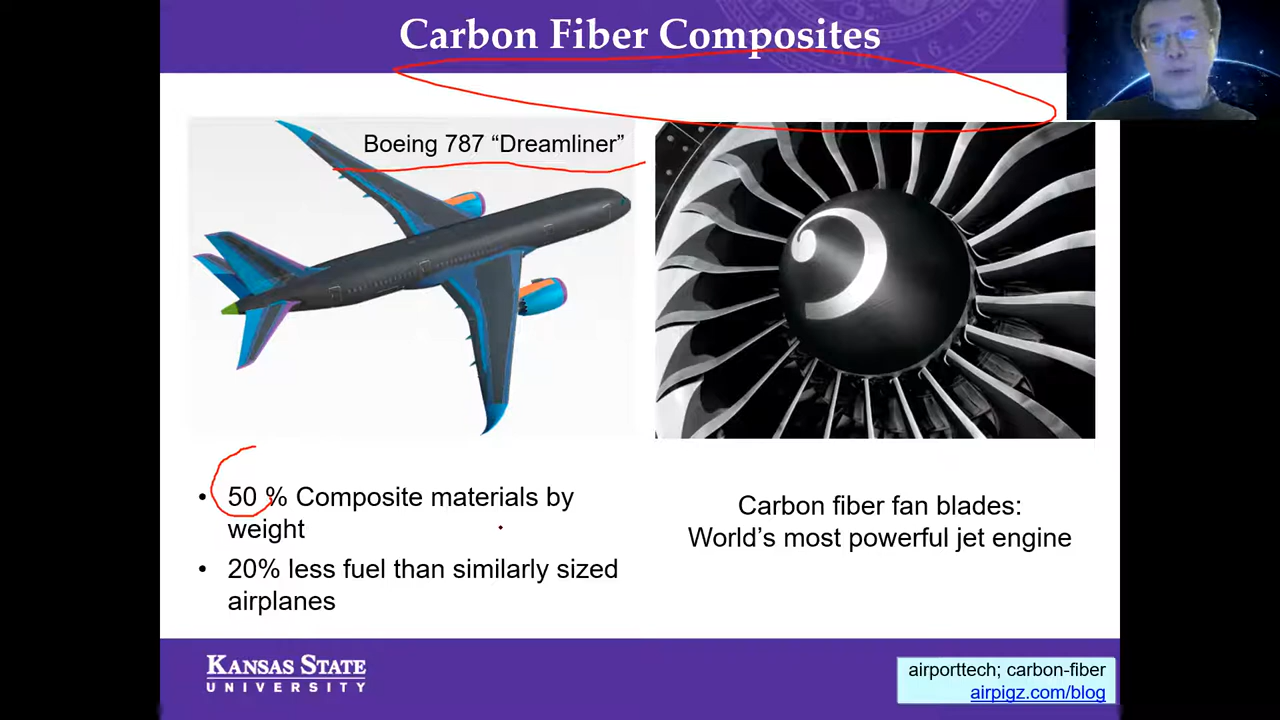 Carbon Fiber Composites
Boeing 787 “Dreamliner”
• 50 % Composite materials by
weight
• 20% less fuel than similarly sized
airplanes
Carbon fiber fan blades:
World’s most powerful jet engine
KANSAS STATE
UNIVERSITY
airporttech; carbon-fiber
airpigz.com/blog